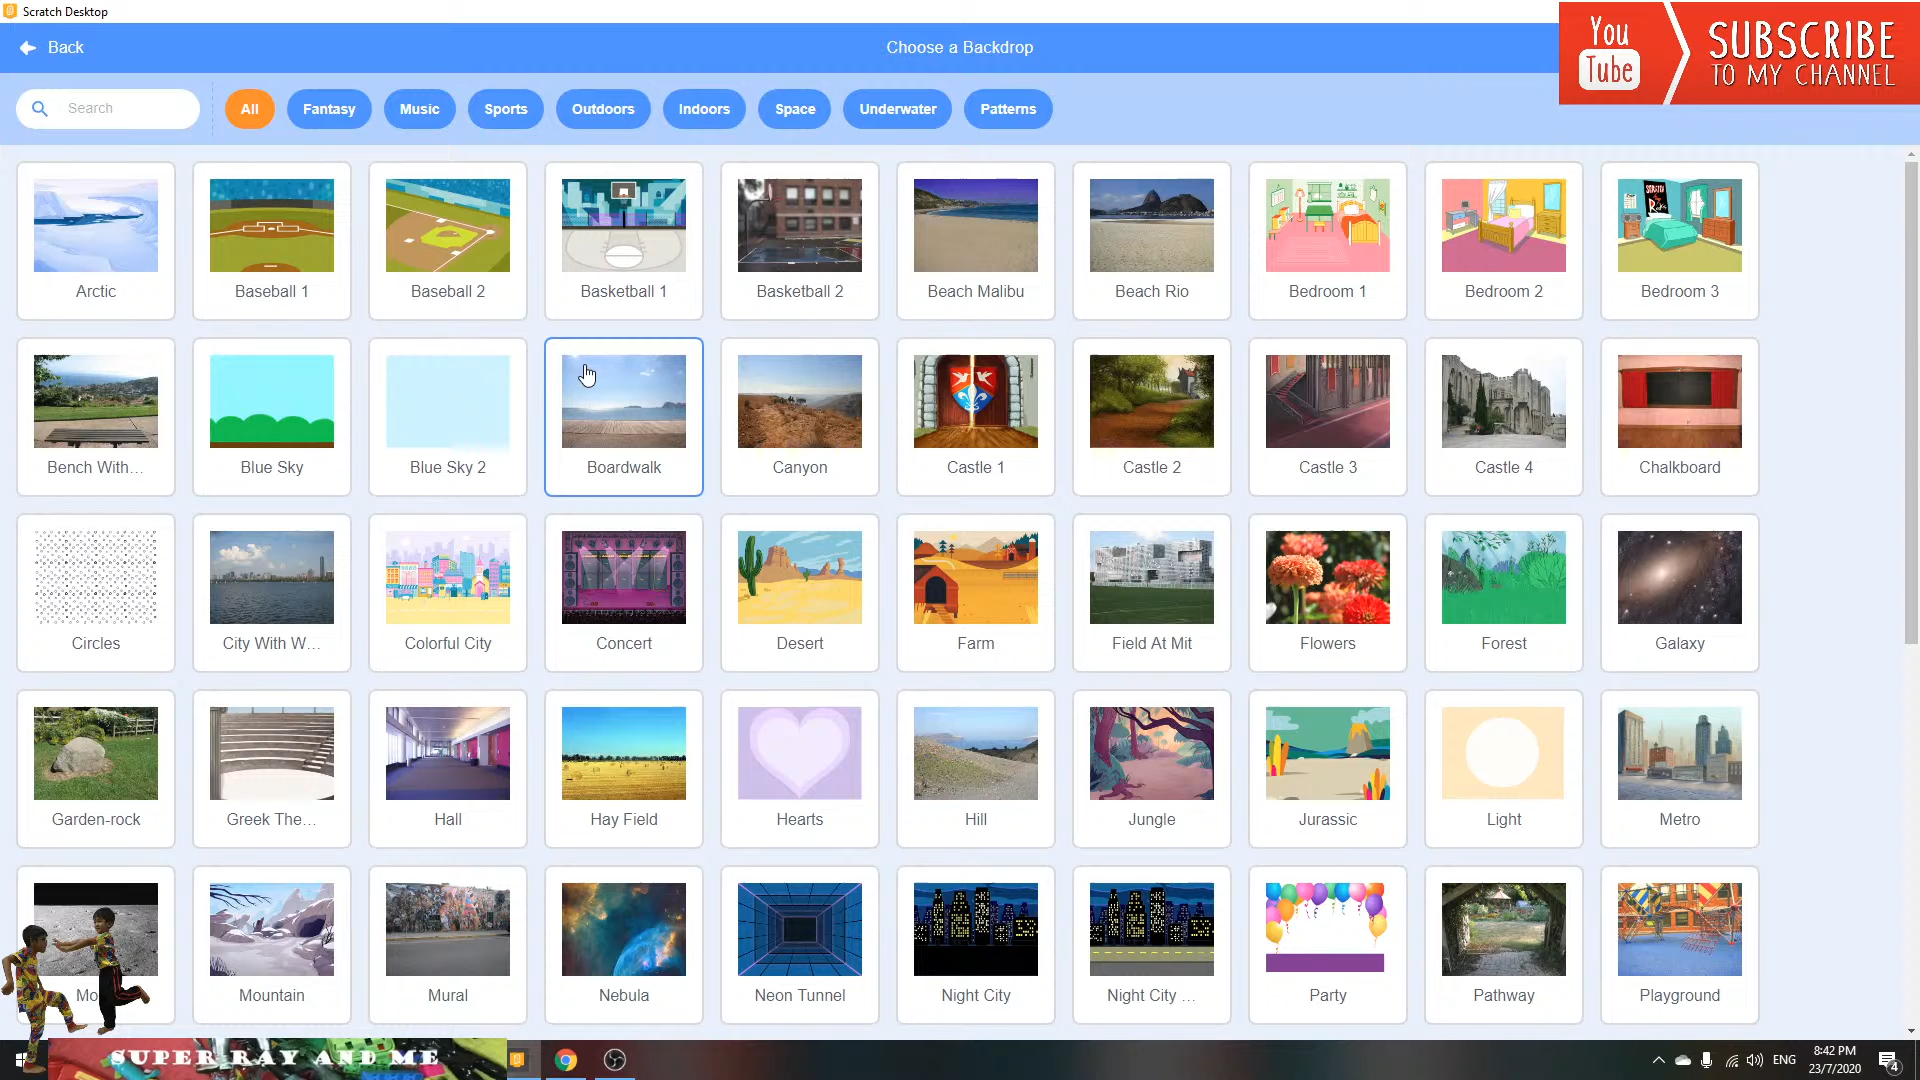 Scratch Desktop
Back
Choose a Backdrop
You
Tube
SUBSCRIBE
TO MY CHANNEL
Search
All
Fantasy
Music
Sports
Outdoors
Indoors
Space
Underwater
Patterns
Arctic
Baseball 1
Baseball 2
Basketball 1
Basketball 2
Beach Malibu
Beach Rio
Bedroom 1
Bedroom 2
Bedroom 3
Bench With...
Blue Sky
Blue Sky 2
Boardwalk
Canyon
Castle 1
Castle 2
Castle 3
Castle 4
Chalkboard
Circles
City With W...
Colorful City
Concert
Desert
Farm
Field At Mit
Flowers
Forest
Galaxy
Garden-rock
Greek The...
Hall
Hay Field
Hearts
Hill
Jungle
Jurassic
Light
Metro
Mo
Mountain
Mural
Nebula
Neon Tunnel
Night City
Night City ...
Party
Pathway
Playground
SUPER RAY AND ME
ENG
8:42 PM
23/7/2020
4